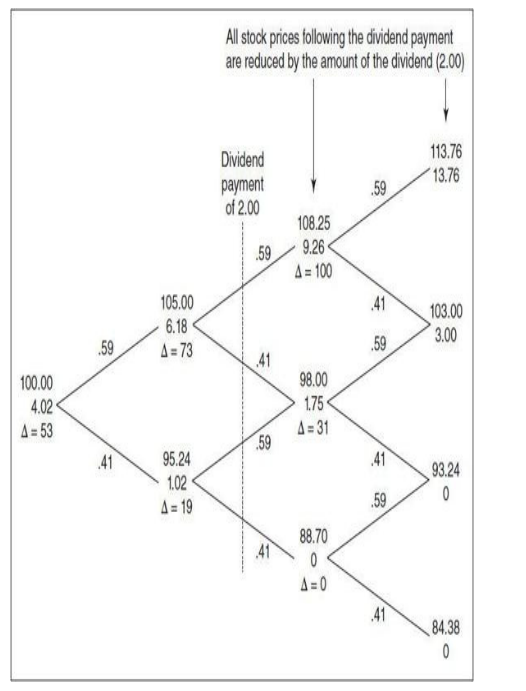 All stock prices following the dividend payment
are reduced by the amount of the dividend (2.00)
Dividend
payment
of 2.00
100.00
4.02
Δ = 53
.59
.41
105.00
6.18
Δ = 73
95.24
1.02
Δ = 19
.59
.41
.59
.41
108.25
9.26
Δ = 100
98.00
1.75
Δ = 31
88.70
0
Δ = 0
.59
.41
.59
.41
.59
.41
113.76
13.76
103.00
3.00
93.24
0
84.38
0